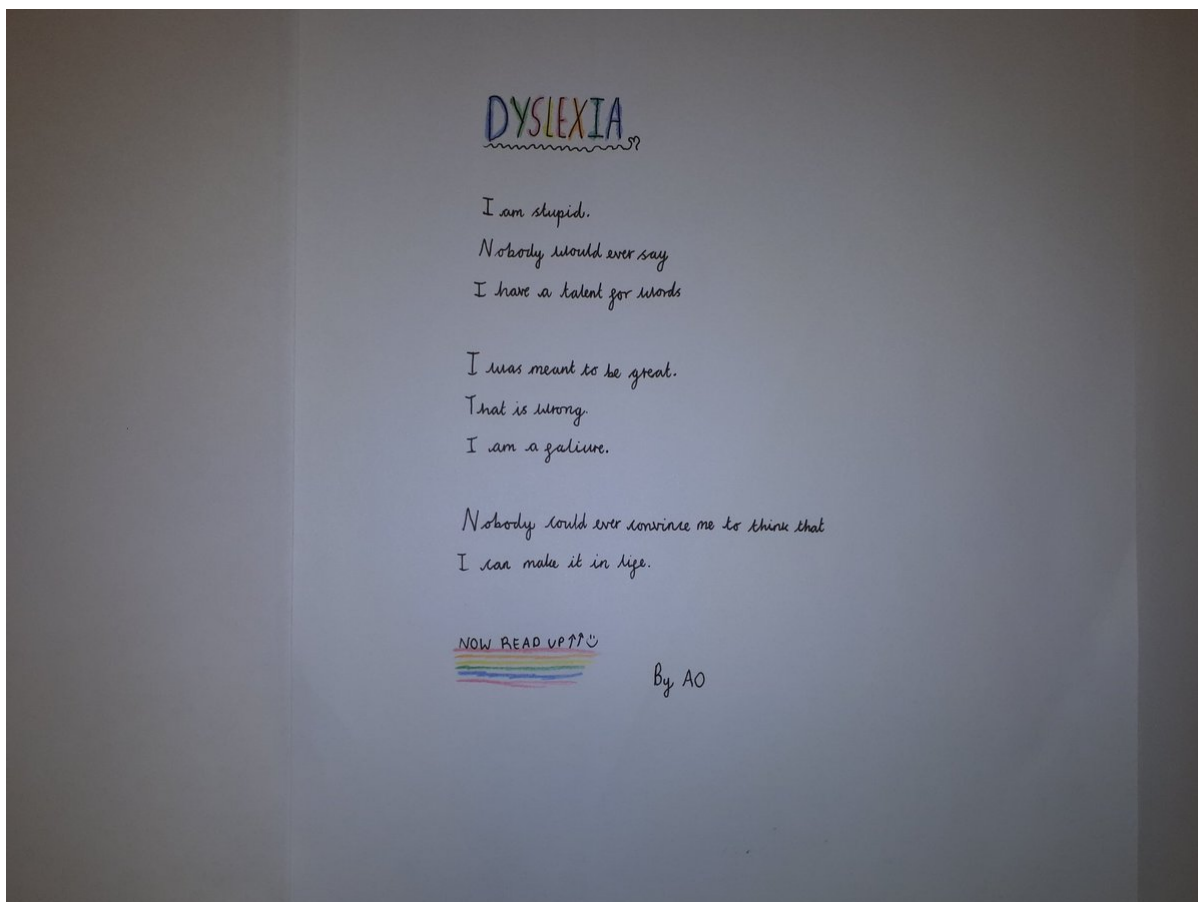 DYSLEXIA
I am stupid.
Nobody would ever say
I have a talent for words
I was meant to be great.
That is wrong.
I am a faliure.
Nobody could ever convince me to think that
I can make it in life.
NOW READ UP↑↑☺
By AO